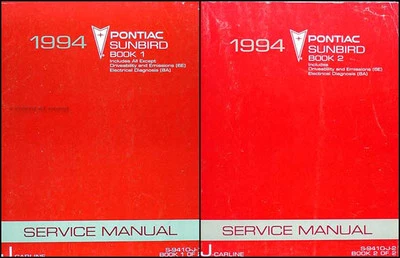 1994
PONTIAC
SUNBIRD
BOOK 1
Includes All Except
Driveability and Emissions (6E)
Electrical Diagnosis (8A)
SERVICE MANUAL
J-CARLINE
S-9410-J-2
BOOK 1 OF
1994
PONTIAC
SUNBIRD
BOOK 2
Includes
Driveability and Emissions (6E)
Electrical Diagnosis (8A)
SERVICE MANUAL
J-CARLINE
S-9410-J-2
BOOK 2 OF 2